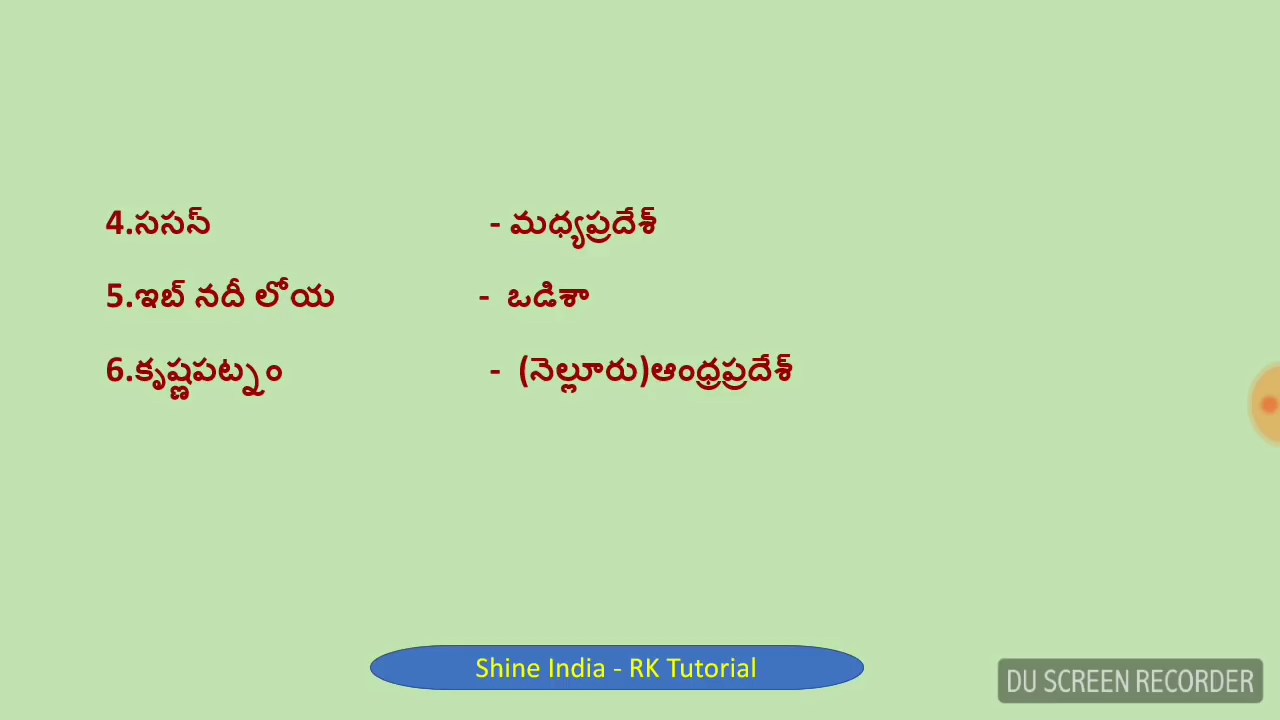 4.ససస్ - మధ్యప్రదేశ్
5.ఇబ్ నదీ లోయ - ఒడిశా
6.కృష్ణపట్నం - (నెల్లూరు)ఆంధ్రప్రదేశ్
Shine India - RK Tutorial
DU SCREEN RECORDER